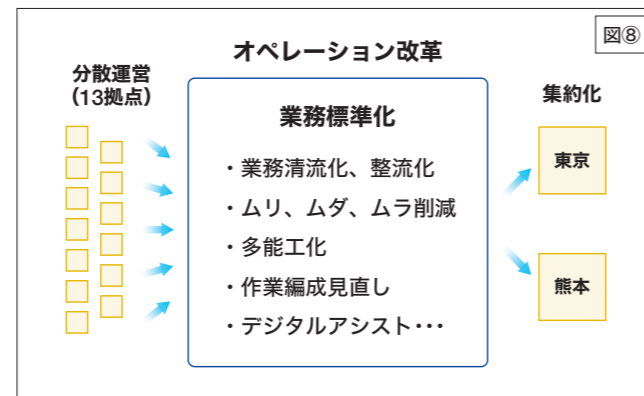 図⑧
オペレーション改革
分散運営
(13拠点)
業務標準化
・業務清流化、整流化
・ムリ、ムダ、ムラ削減
・多能工化
・作業編成見直し
・デジタルアシスト・・・
集約化
東京
熊本